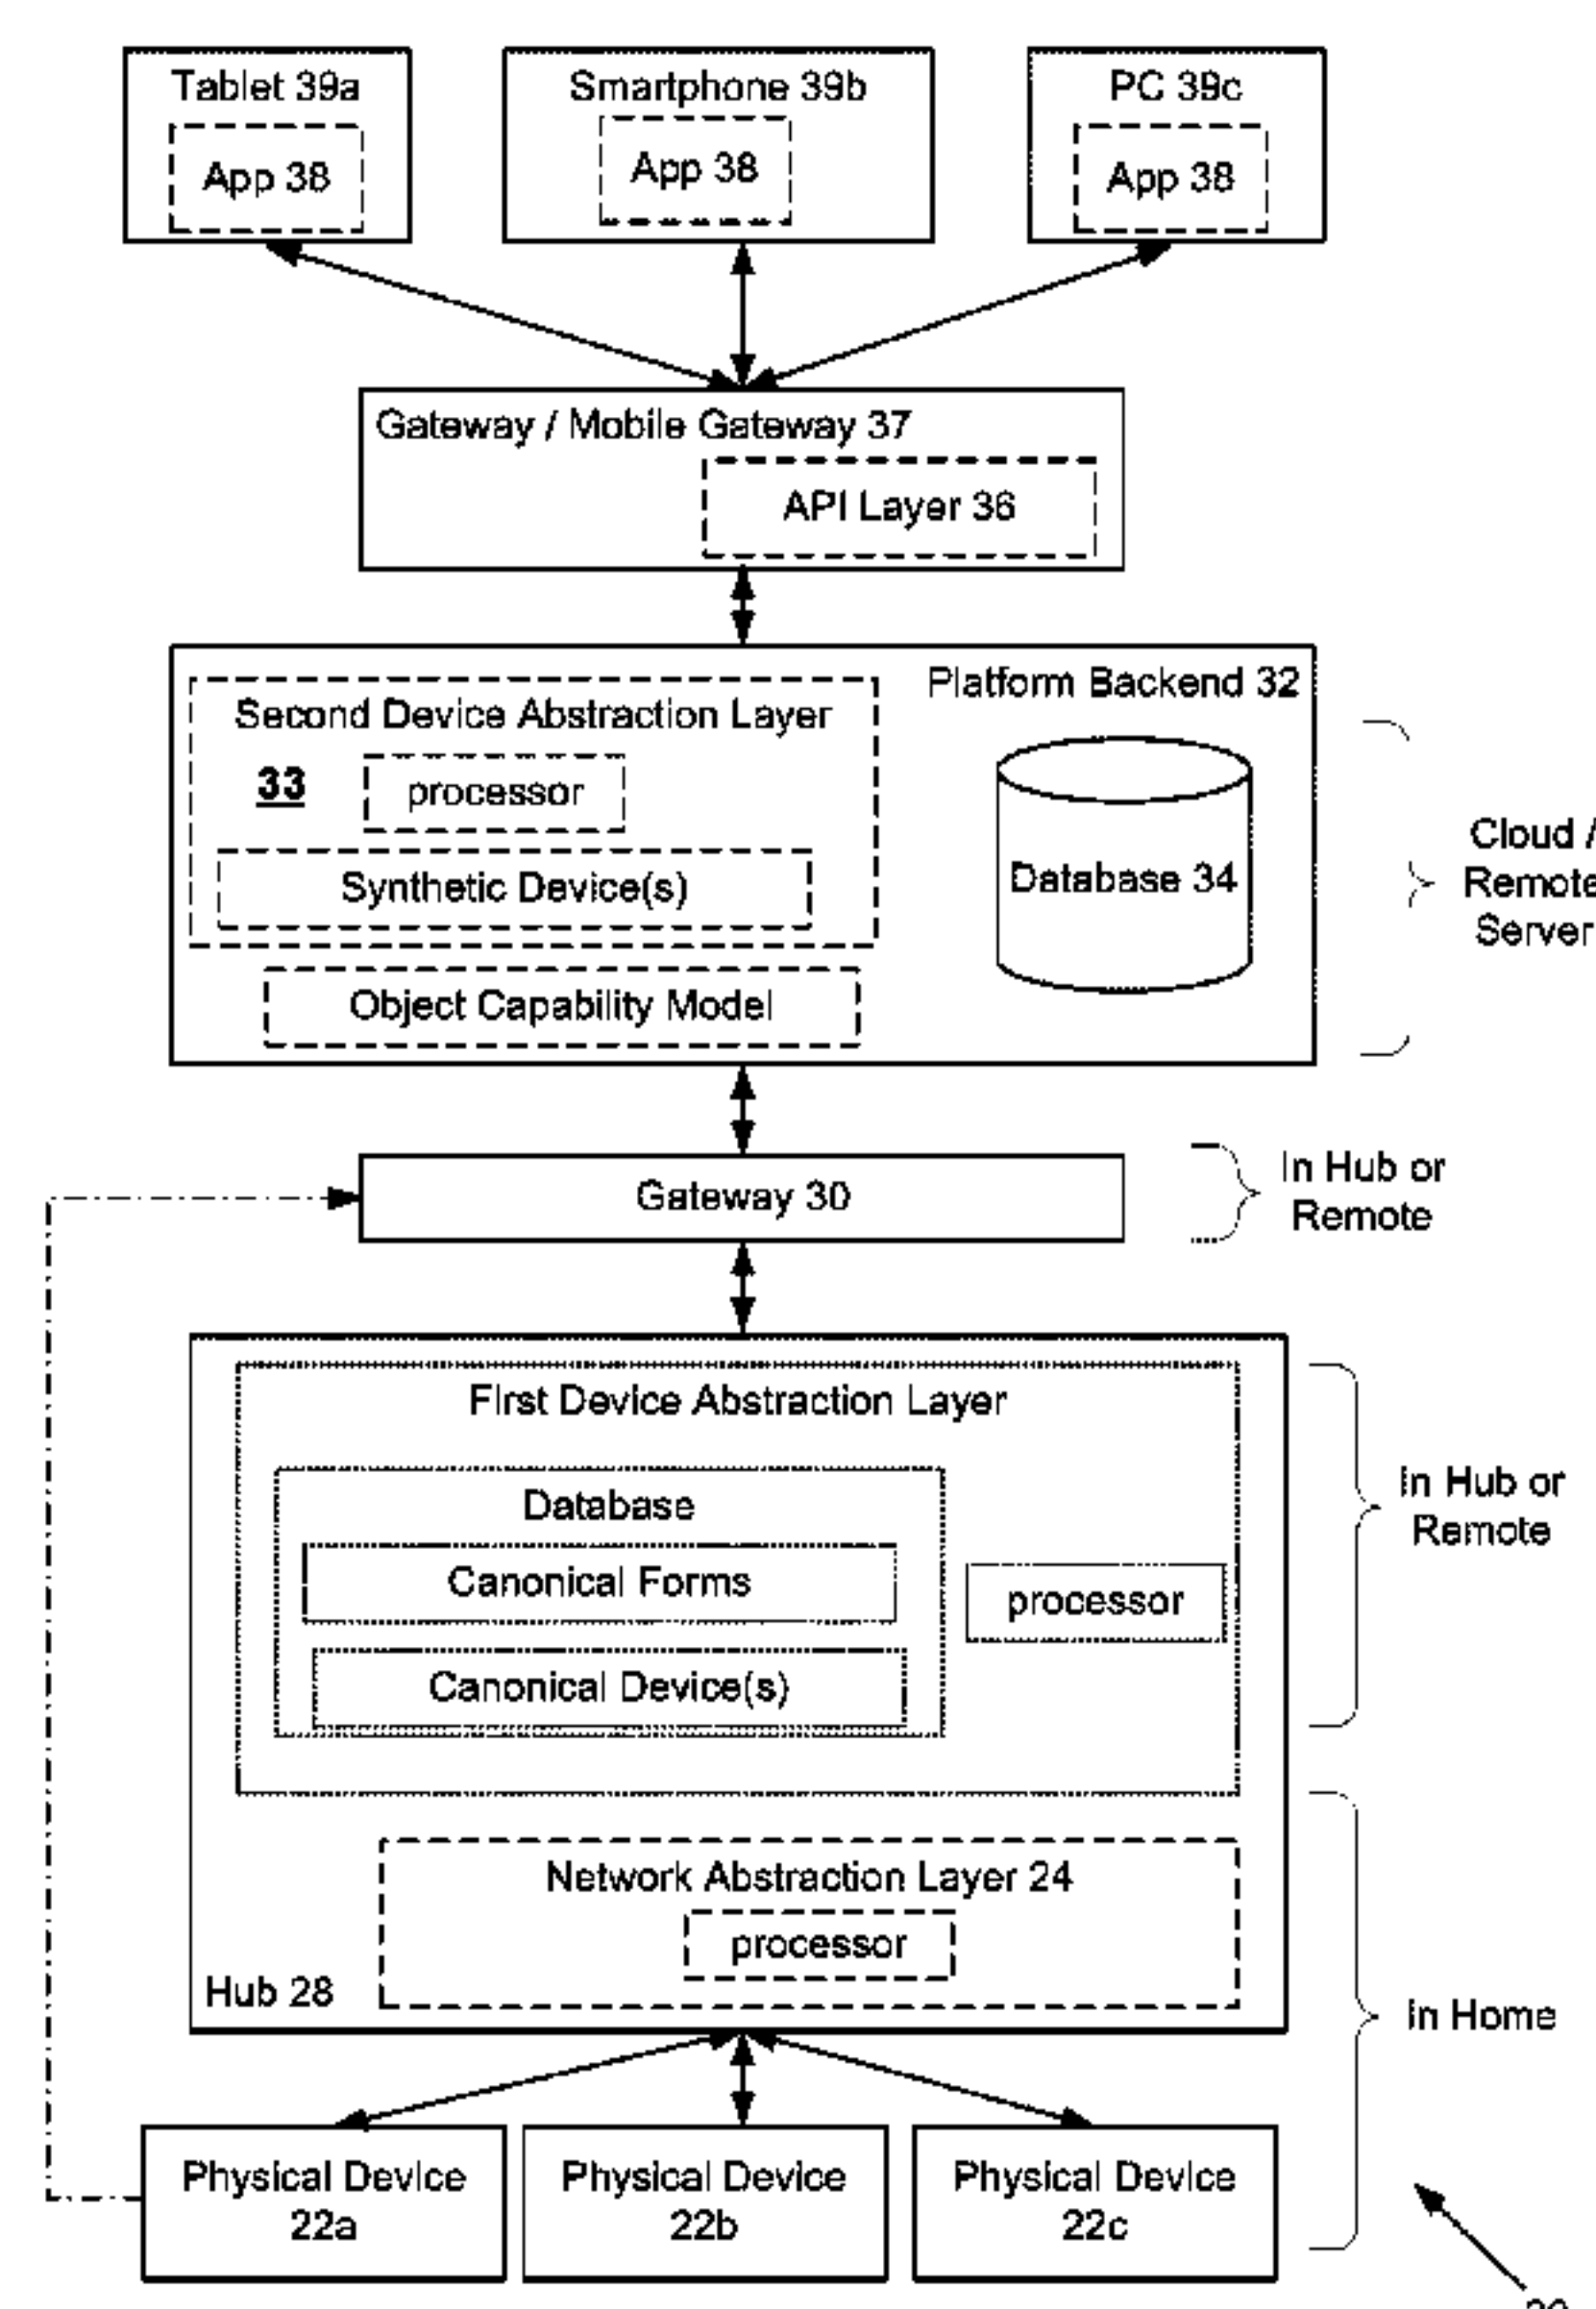 Tablet 39a
App 38
Smartphone 39b
App 38
PC 39c
App 38
Gateway / Mobile Gateway 37
API Layer 36
Platform Backend 32
Second Device Abstraction Layer
33
processor
Synthetic Device(s)
Object Capability Model
Database 34
Cloud /
Remote
Server
Gateway 30
In Hub or
Remote
First Device Abstraction Layer
Database
Canonical Forms
Canonical Device(s)
processor
In Hub or
Remote
Network Abstraction Layer 24
processor
Hub 28
In Home
Physical Device
22a
Physical Device
22b
Physical Device
22c